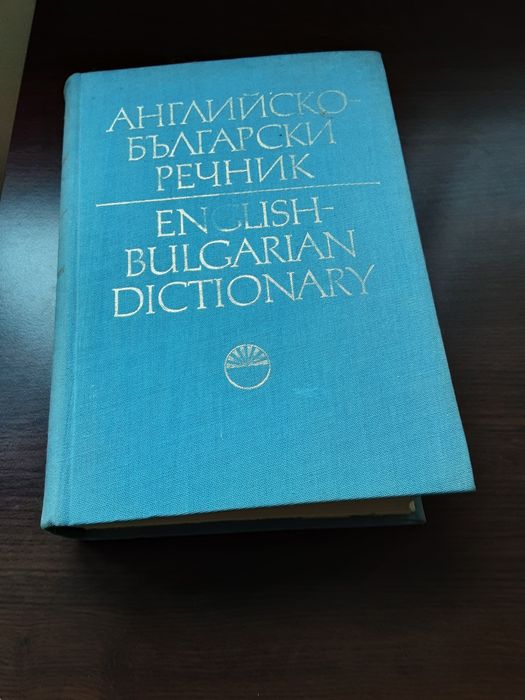 АНГЛИЙСКО-
БЪЛГАРСКИ
РЕЧНИК
ENGLISH-
BULGARIAN
DICTIONARY